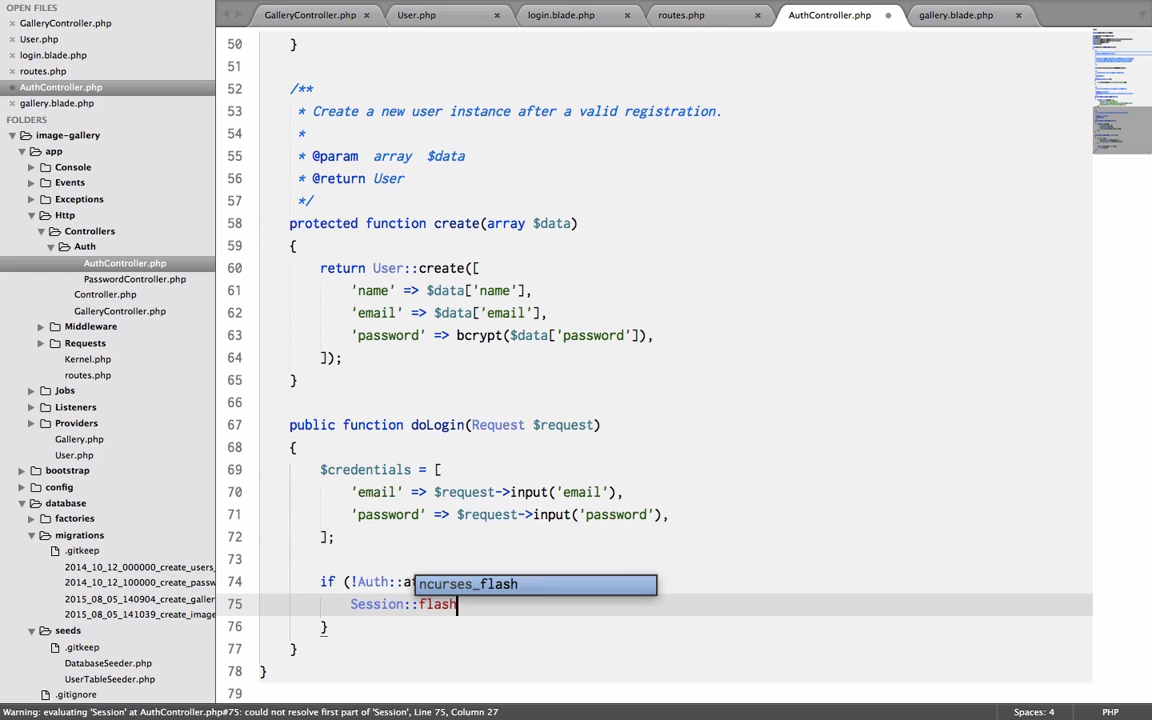 OPEN FILES
GalleryController.php
User.php
login.blade.php
routes.php
AuthController.php
gallery.blade.php
FOLDERS
image-gallery
app
Console
Events
Exceptions
Http
Controllers
Auth
AuthController.php
PasswordController.php
Controller.php
GalleryController.php
Middleware
Requests
Kernel.php
routes.php
Jobs
Listeners
Providers
Gallery.php
User.php
bootstrap
config
database
factories
migrations
.gitkeep
2014_10_12_000000_create_users_
2014_10_12_100000_create_passw
2015_08_05_140904_create_gallery
2015_08_05_141039_create_image
seeds
.gitkeep
DatabaseSeeder.php
UserTableSeeder.php
.gitignore
GalleryController.php
User.php
login.blade.php
routes.php
AuthController.php
gallery.blade.php
50 }
51
52 /**
53 * Create a new user instance after a valid registration.
54 *
55 * @param array $data
56 * @return User
57 */
58 protected function create(array $data)
59 {
60 return User::create([
61 'name' => $data['name'],
62 'email' => $data['email'],
63 'password' => bcrypt($data['password']),
64 ]);
65 }
66
67 public function doLogin(Request $request)
68 {
69 $credentials = [
70 'email' => $request->input('email'),
71 'password' => $request->input('password'),
72 ];
73
74 if (!Auth::at
ncurses_flash
75 Session::flash
76 }
77 }
78 }
79
Warning: evaluating 'Session' at AuthController.php#75: could not resolve first part of 'Session', Line 75, Column 27
Spaces: 4
PHP